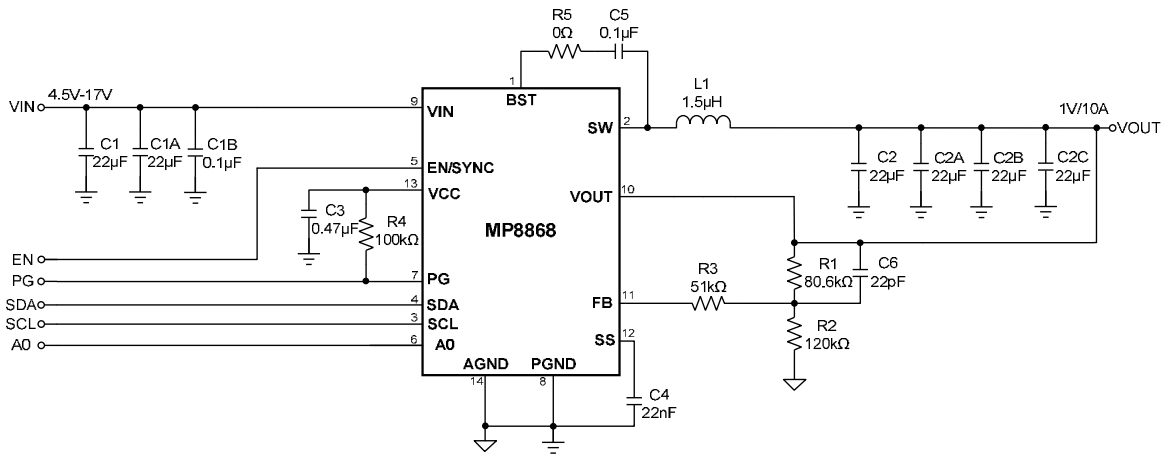 R5
0Ω
C5
0.1µF
1
BST
4.5V-17V
VIN
9
VIN
L1
1.5µH
1V/10A
VOUT
SW
2
C1
22µF
C1A
22µF
C1B
0.1µF
C2
22µF
C2A
22µF
C2B
22µF
C2C
22µF
5
EN/SYNC
13
VCC
VOUT
10
C3
0.47µF
R4
100kΩ
MP8868
EN
PG
7
PG
R3
51kΩ
R1
80.6kΩ
C6
22pF
SDA
4
SDA
FB
11
SCL
3
SCL
R2
120kΩ
A0
6
A0
SS
12
AGND
14
PGND
8
C4
22nF